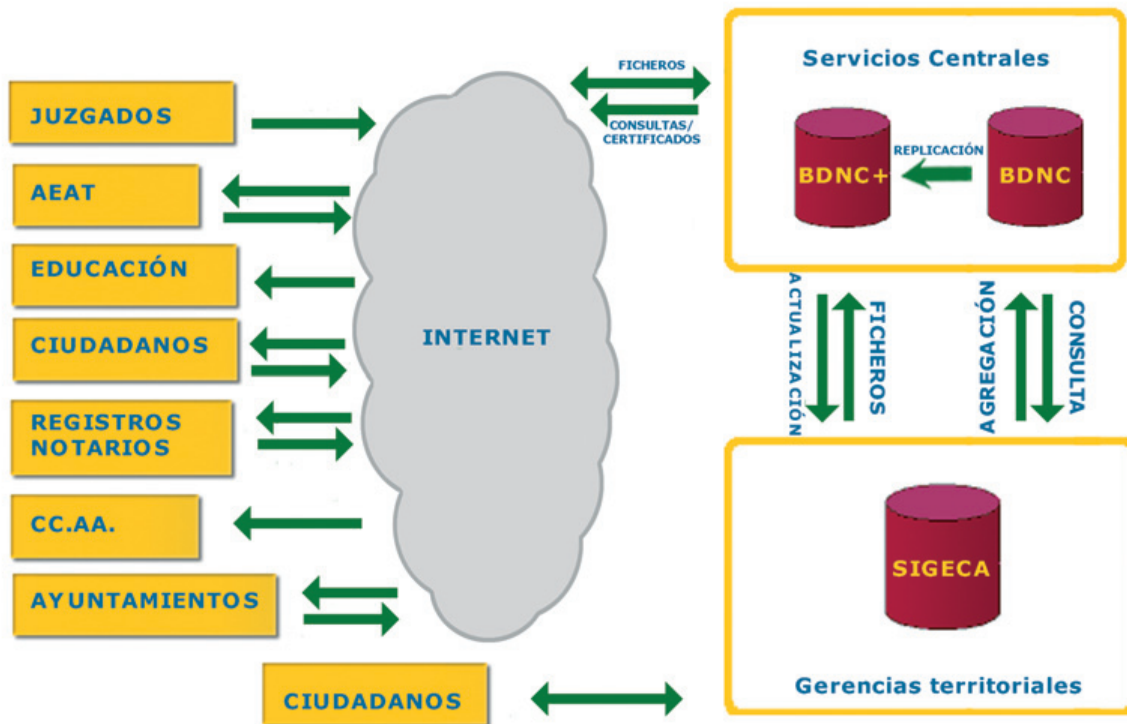 JUZGADOS
AEAT
EDUCACIÓN
CIUDADANOS
REGISTROS
NOTARIOS
CC.AA.
AYUNTAMIENTOS
CIUDADANOS
INTERNET
FICHEROS
CONSULTAS/
CERTIFICADOS
Servicios Centrales
BDNC+
REPLICACIÓN
BDNC
ACTUALIZACIÓN
FICHEROS
AGREGACIÓN
CONSULTA
SIGECA
Gerencias territoriales